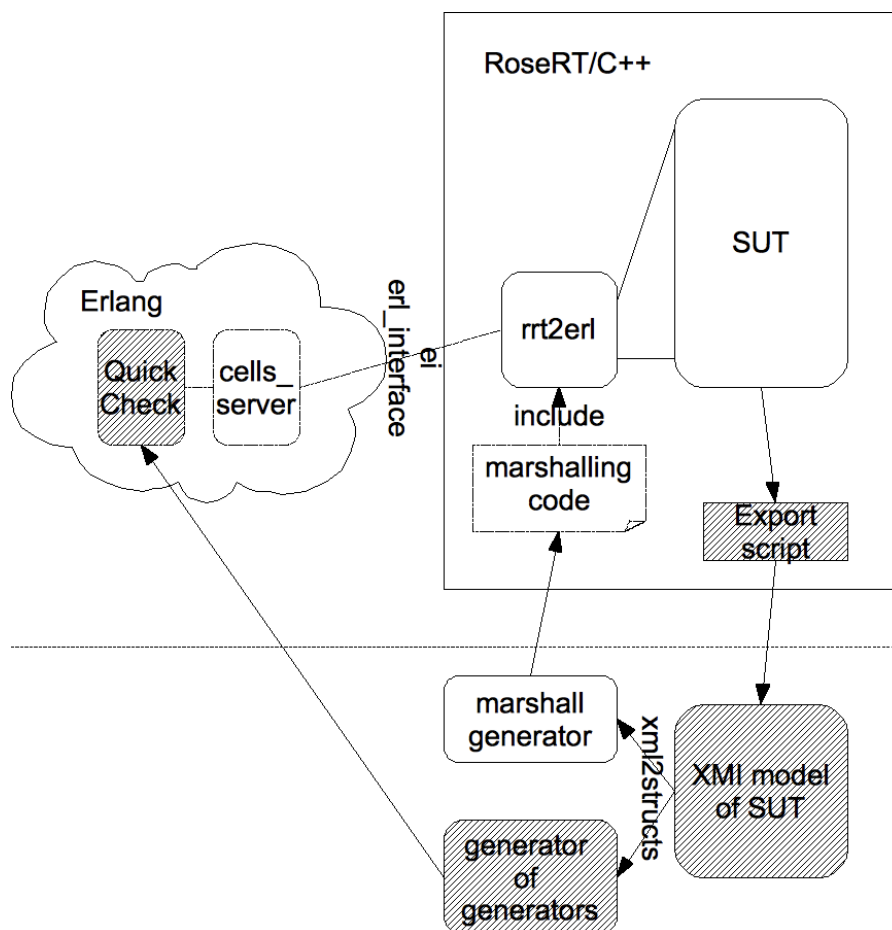 RoseRT/C++
SUT
Erlang
Quick
Check
cells_
server
erl_interface
ei
rrt2erl
include
marshalling
code
Export
script
marshall
generator
xml2structs
XMI model
of SUT
generator
of
generators